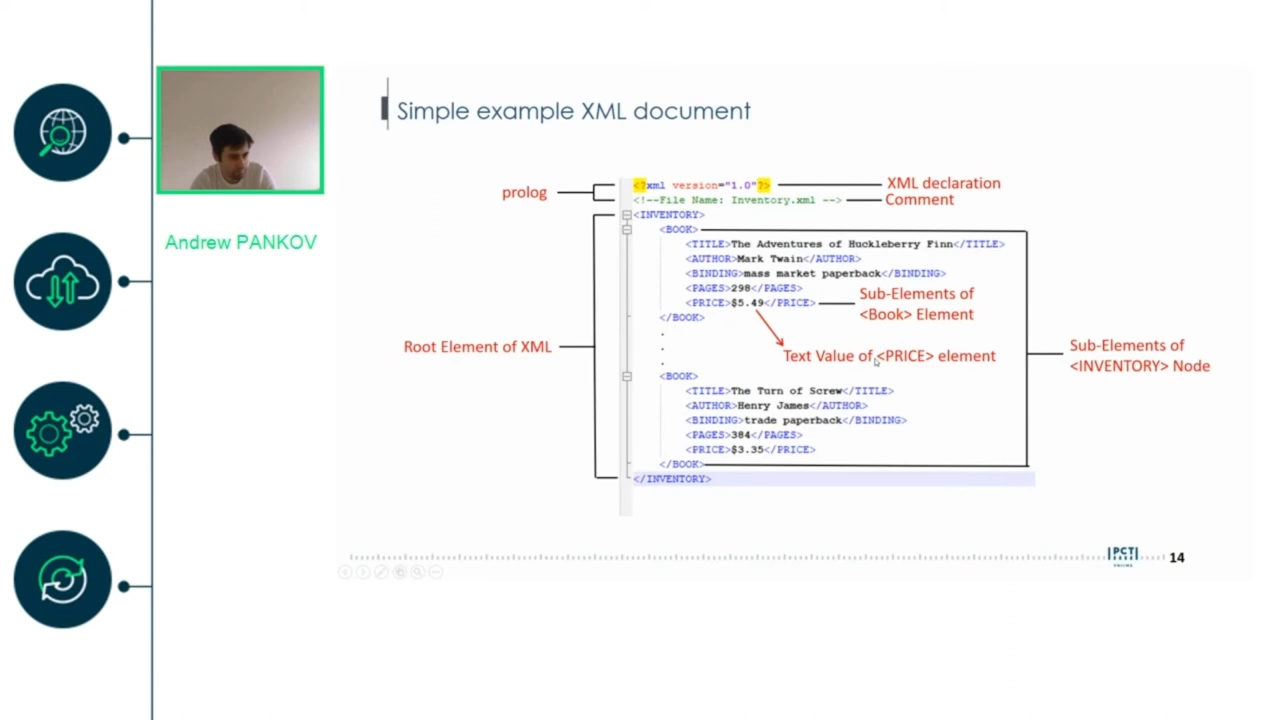 Andrew PANKOV
Simple example XML document
prolog
XML declaration
Comment
<?xml version="1.0"?>
<!--File Name: Inventory.xml -->
<INVENTORY>
<BOOK>
<TITLE>The Adventures of Huckleberry Finn</TITLE>
<AUTHOR>Mark Twain</AUTHOR>
<BINDING>mass market paperback</BINDING>
<PAGES>298</PAGES>
<PRICE>$5.49</PRICE>
</BOOK>
.
.
.
<BOOK>
<TITLE>The Turn of Screw</TITLE>
<AUTHOR>Henry James</AUTHOR>
<BINDING>trade paperback</BINDING>
<PAGES>384</PAGES>
<PRICE>$3.35</PRICE>
</BOOK>
</INVENTORY>
Sub-Elements of
<Book> Element
Text Value of <PRICE> element
Root Element of XML
Sub-Elements of
<INVENTORY> Node
PCT
14